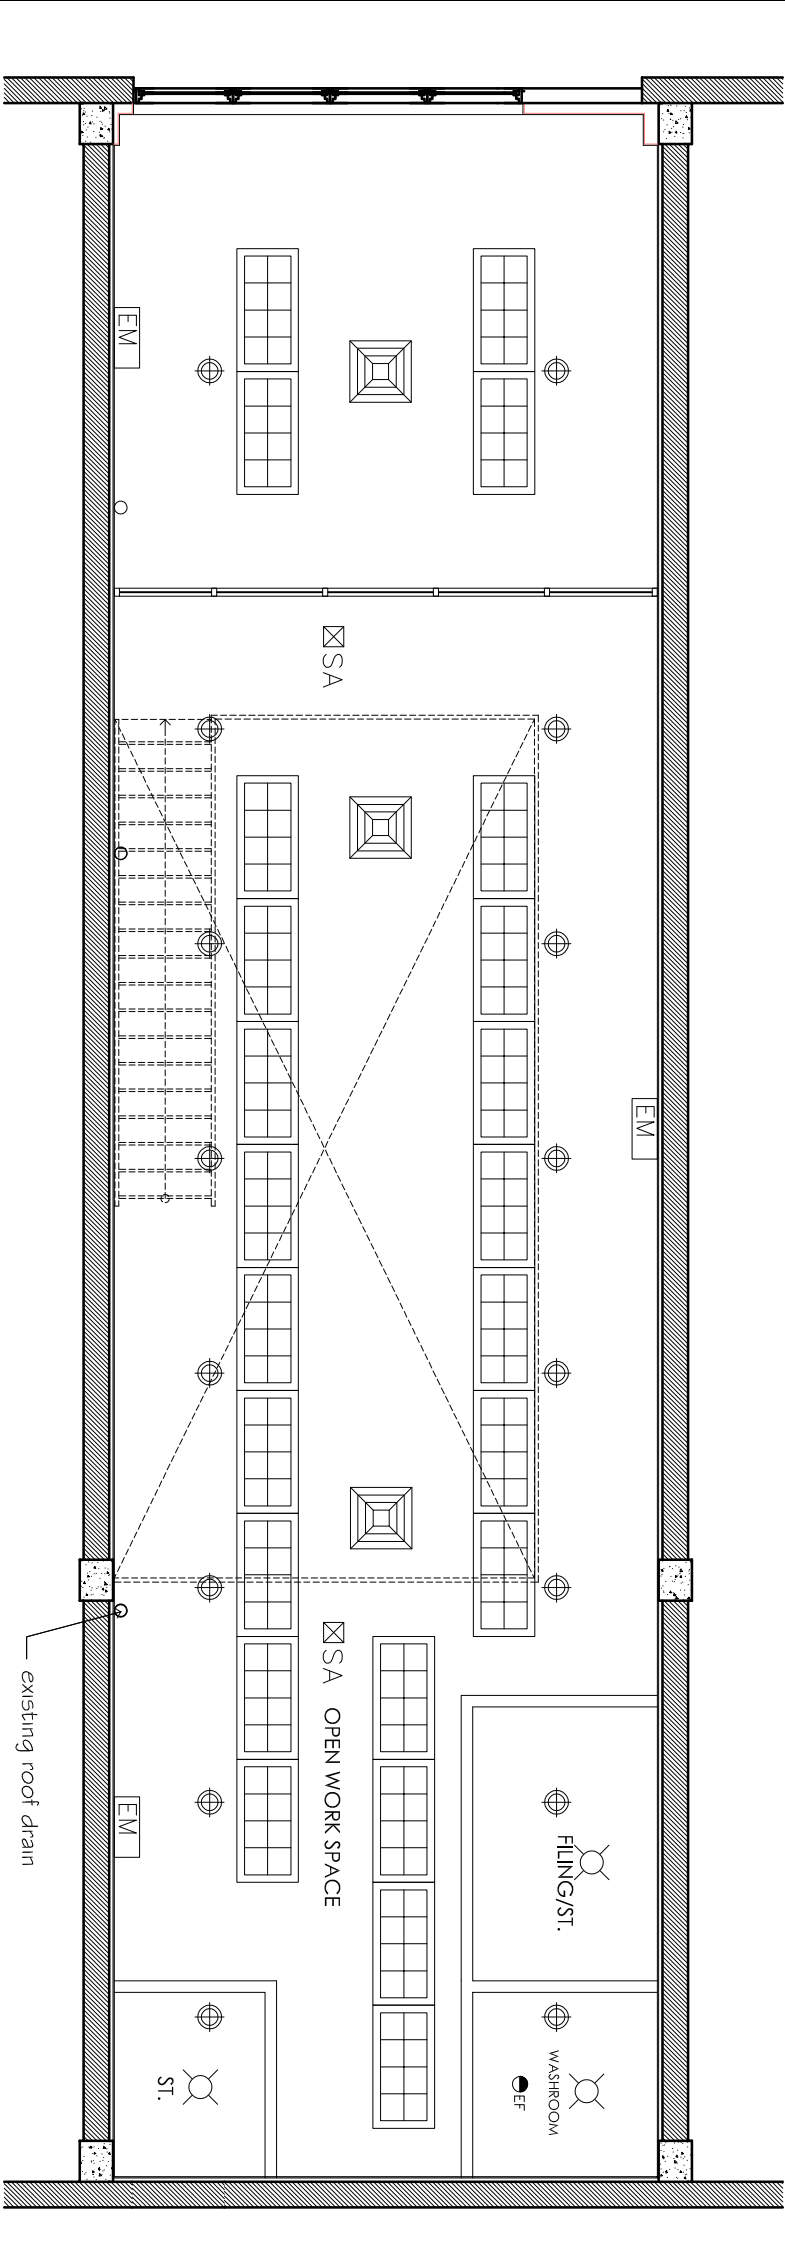 EM
SA
EM
SA
OPEN WORK SPACE
existing roof drain
EM
FILING/ST.
WASHROOM
EF
ST.